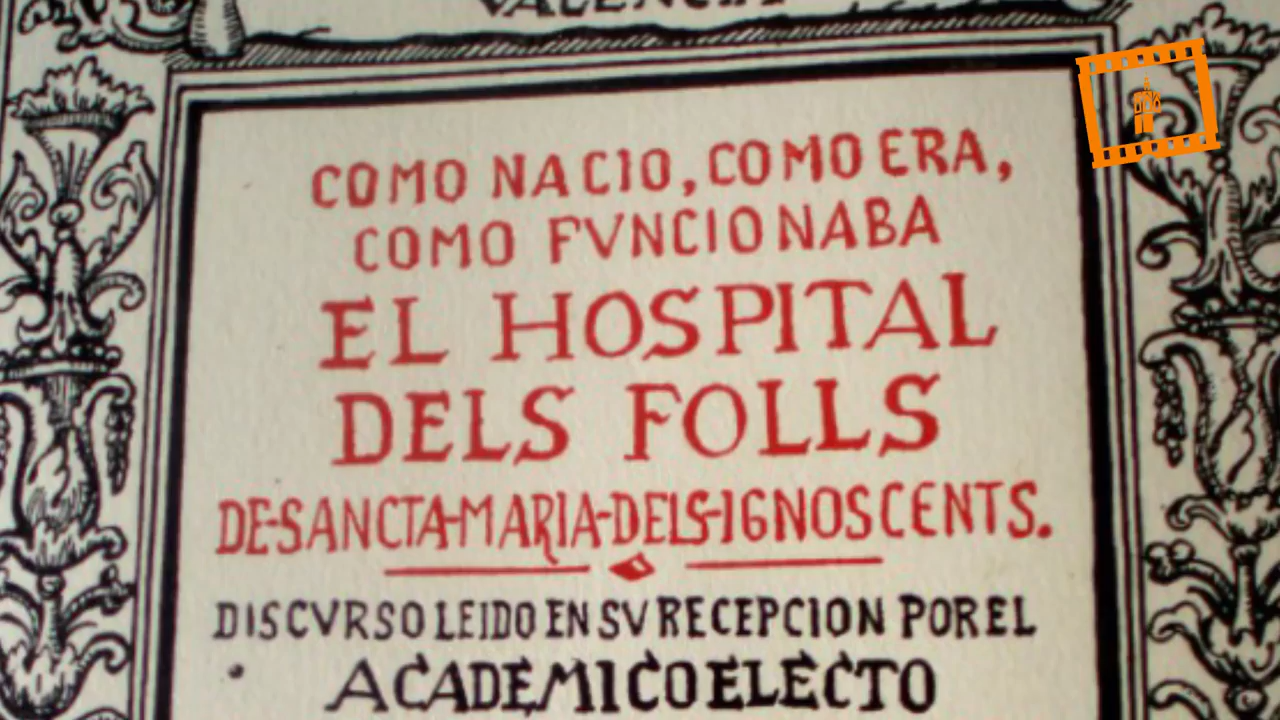 VALENCIA
COMO NACIO, COMO ERA,
COMO FVNCIONABA
EL HOSPITAL
DELS FOLLS
DE-SANCTA-MARIA-DELS-IGNOSCENTS.
DISCVRSO LEIDO EN SV RECEPCION POR EL
ACADEMICO ELECTO